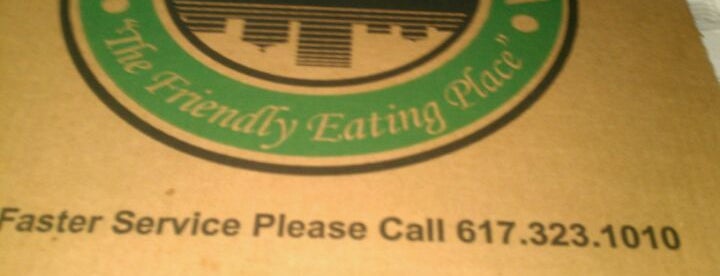 "The Friendly Eating Place"
Faster Service Please Call 617.323.1010